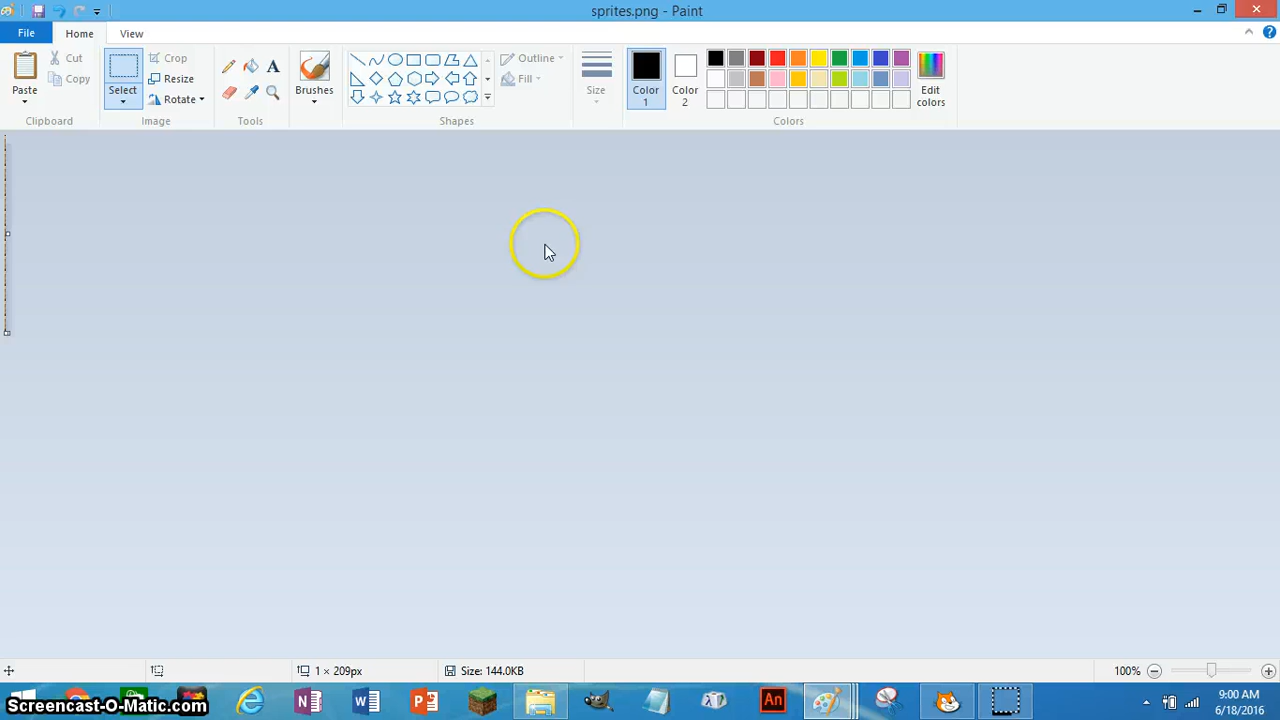 sprites.png - Paint
File
Home
View
Paste
Cut
Copy
Clipboard
Select
Crop
Resize
Rotate
Image
Tools
Brushes
Shapes
Outline
Fill
Size
Color 1
Color 2
Edit colors
Colors
1 × 209px
Size: 144.0KB
100%
N
W
P
An
9:00 AM
6/18/2016
Screencast-O-Matic.com